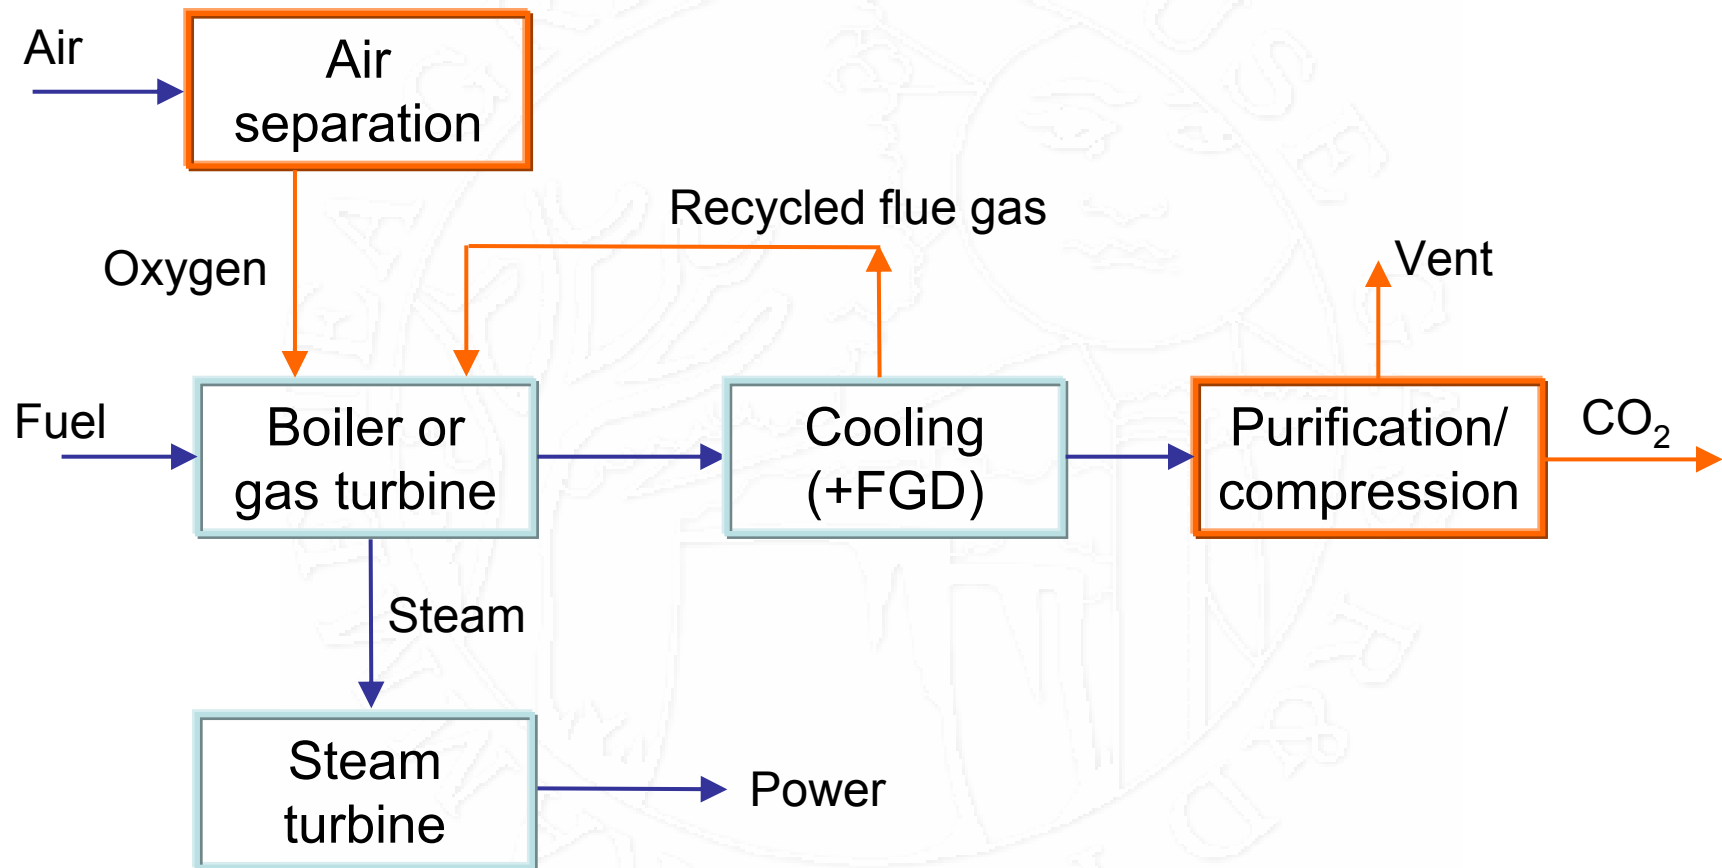 Air
Air
separation
Recycled flue gas
Oxygen
Vent
Fuel
Boiler or
gas turbine
Cooling
(+FGD)
Purification/
compression
CO₂
Steam
Steam
turbine
Power